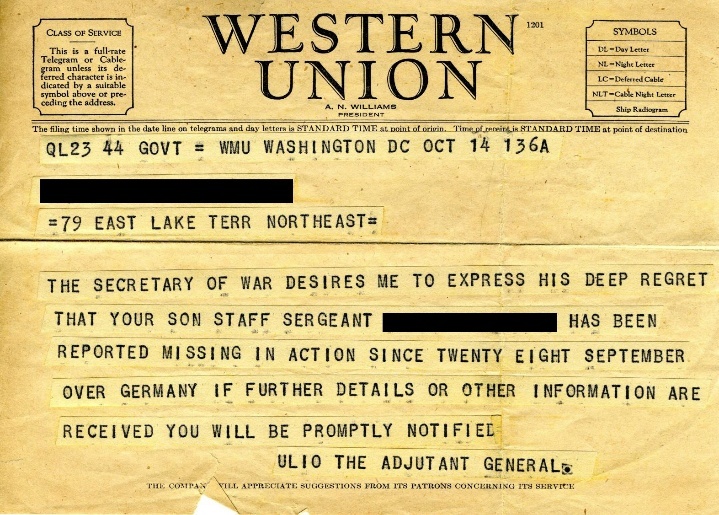 CLASS OF SERVICE
This is a full-rate
Telegram or Cable-
gram unless its de-
ferred character is in-
dicated by a suitable
symbol above or pre-
ceding the address.
WESTERN
UNION
1201
A. N. WILLIAMS
PRESIDENT
SYMBOLS
DL=Day Letter
NL=Night Letter
LC=Deferred Cable
NLT=Cable Night Letter
Ship Radiogram
The filing time shown in the date line on telegrams and day letters is STANDARD TIME at point of origin. Time of receipt is STANDARD TIME at point of destination
QL23 44 GOVT = WMU WASHINGTON DC OCT 14 136A
=79 EAST LAKE TERR NORTHEAST=
THE SECRETARY OF WAR DESIRES ME TO EXPRESS HIS DEEP REGRET
THAT YOUR SON STAFF SERGEANT HAS BEEN
REPORTED MISSING IN ACTION SINCE TWENTY EIGHT SEPTEMBER
OVER GERMANY IF FURTHER DETAILS OR OTHER INFORMATION ARE
RECEIVED YOU WILL BE PROMPTLY NOTIFIED
ULIO THE ADJUTANT GENERAL.
THE COMPANY WILL APPRECIATE SUGGESTIONS FROM ITS PATRONS CONCERNING ITS SERVICE